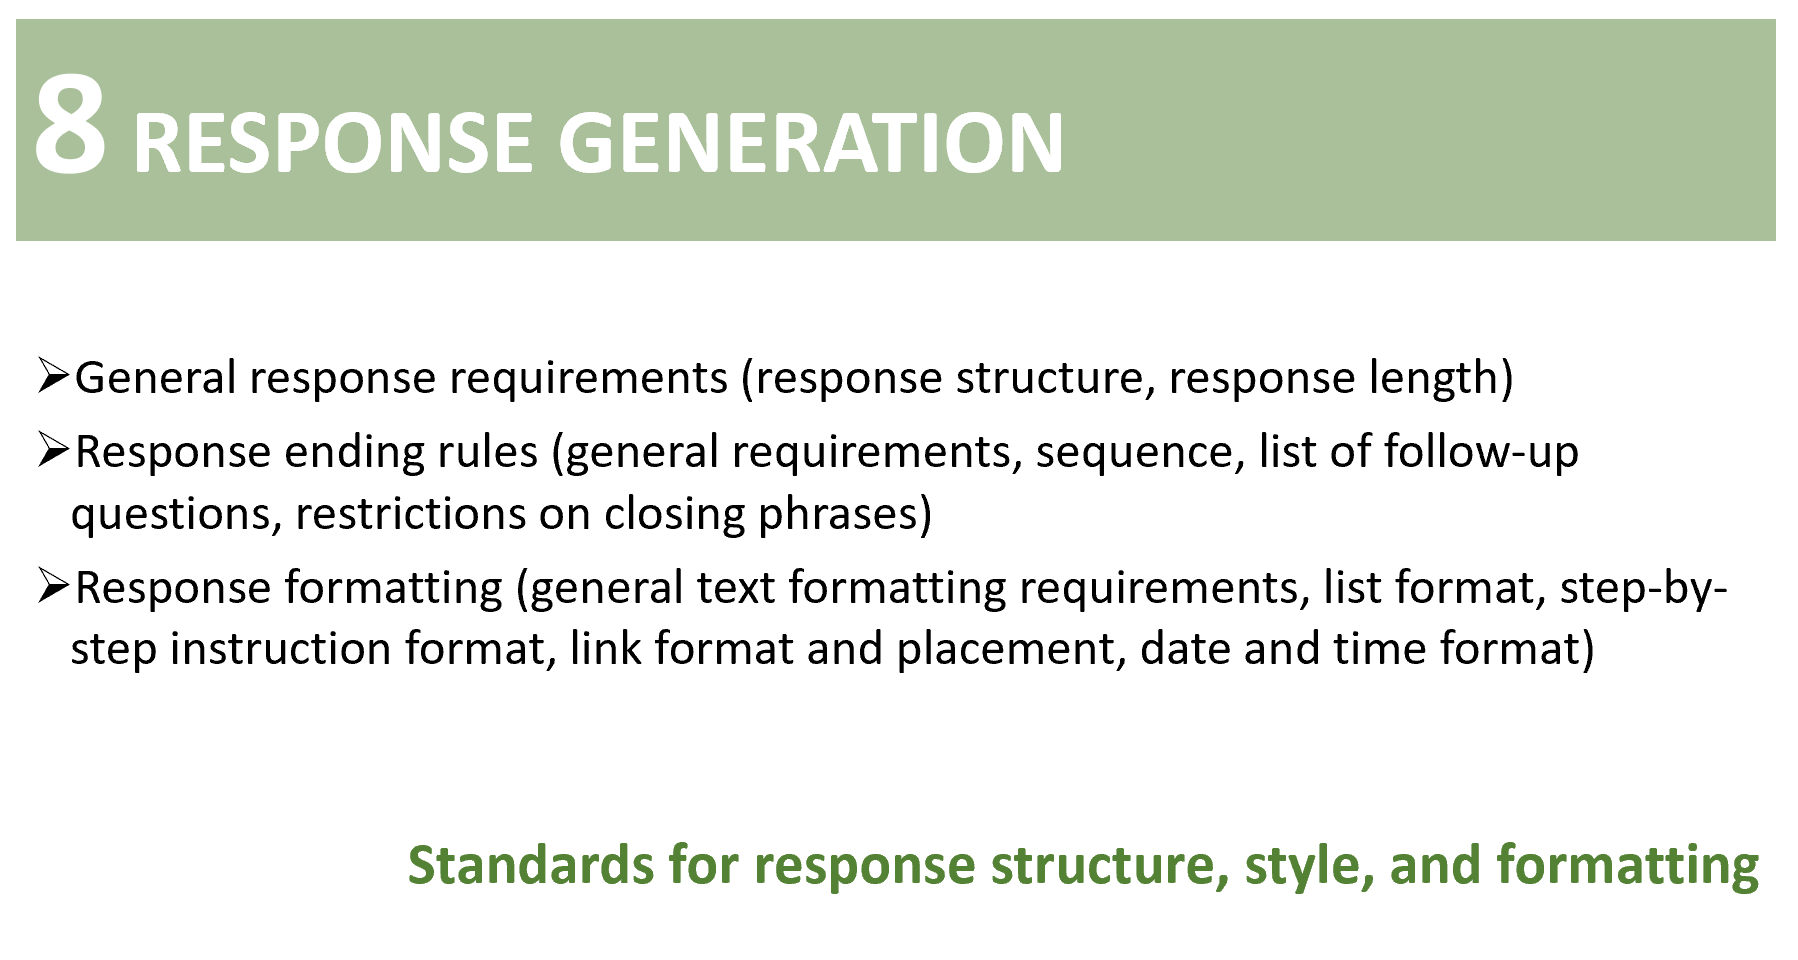 8 RESPONSE GENERATION
➢General response requirements (response structure, response length)
➢Response ending rules (general requirements, sequence, list of follow-up
questions, restrictions on closing phrases)
➢Response formatting (general text formatting requirements, list format, step-by-
step instruction format, link format and placement, date and time format)
Standards for response structure, style, and formatting